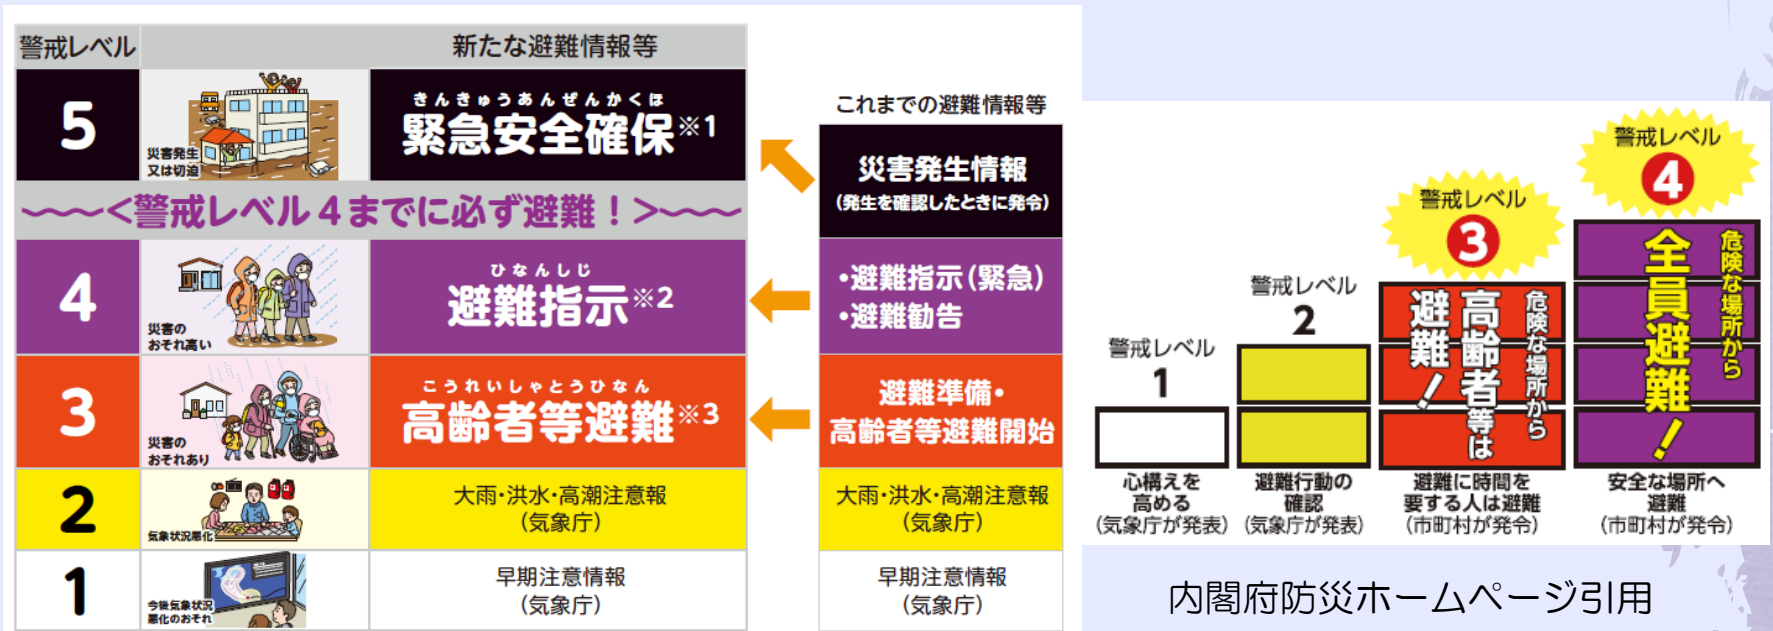 警戒レベル
新たな避難情報等
5
災害発生
又は切迫
きんきゅうあんぜんかくほ
緊急安全確保※1
〜〜〜<警戒レベル4までに必ず避難！>〜〜〜
4
災害の
おそれ高い
ひなんしじ
避難指示※2
3
災害の
おそれあり
こうれいしゃとうひなん
高齢者等避難※3
2
気象状況悪化
大雨・洪水・高潮注意報
(気象庁)
1
今後気象状況
悪化のおそれ
早期注意情報
(気象庁)
これまでの避難情報等
災害発生情報
(発生を確認したときに発令)
・避難指示(緊急)
・避難勧告
避難準備・
高齢者等避難開始
大雨・洪水・高潮注意報
(気象庁)
早期注意情報
(気象庁)
警戒レベル
1
心構えを
高める
(気象庁が発表)
警戒レベル
2
避難行動の
確認
(気象庁が発表)
警戒レベル
3
危険な場所から
高齢者等は
避難！
避難に時間を
要する人は避難
(市町村が発令)
警戒レベル
4
危険な場所から
全員避難！
安全な場所へ
避難
(市町村が発令)
内閣府防災ホームページ引用